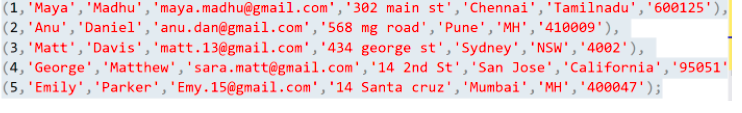 (1,'Maya','Madhu','maya.madhu@gmail.com','302 main st','Chennai','Tamilnadu','600125'),
(2,'Anu','Daniel','anu.dan@gmail.com','568 mg road','Pune','MH','410009'),
(3,'Matt','Davis','matt.13@gmail.com','434 george st','Sydney','NSW','4002'),
(4,'George','Matthew','sara.matt@gmail.com','14 2nd St','San Jose','California','95051'
(5,'Emily','Parker','Emy.15@gmail.com','14 Santa cruz','Mumbai','MH','400047');